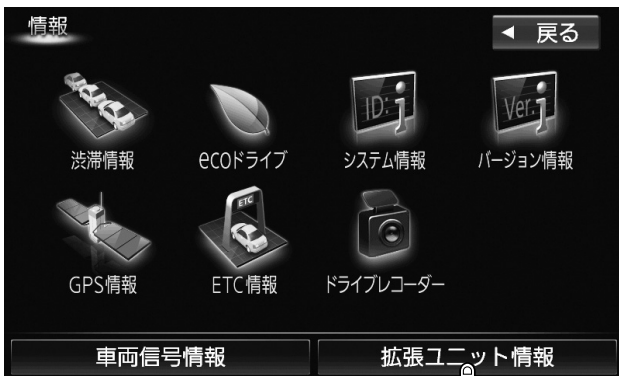 情報
◀ 戻る
ID:i
Ver.i
渋滞情報
ecoドライブ
システム情報
バージョン情報
ETC
GPS情報
ETC情報
ドライブレコーダー
車両信号情報
拡張ユニット情報